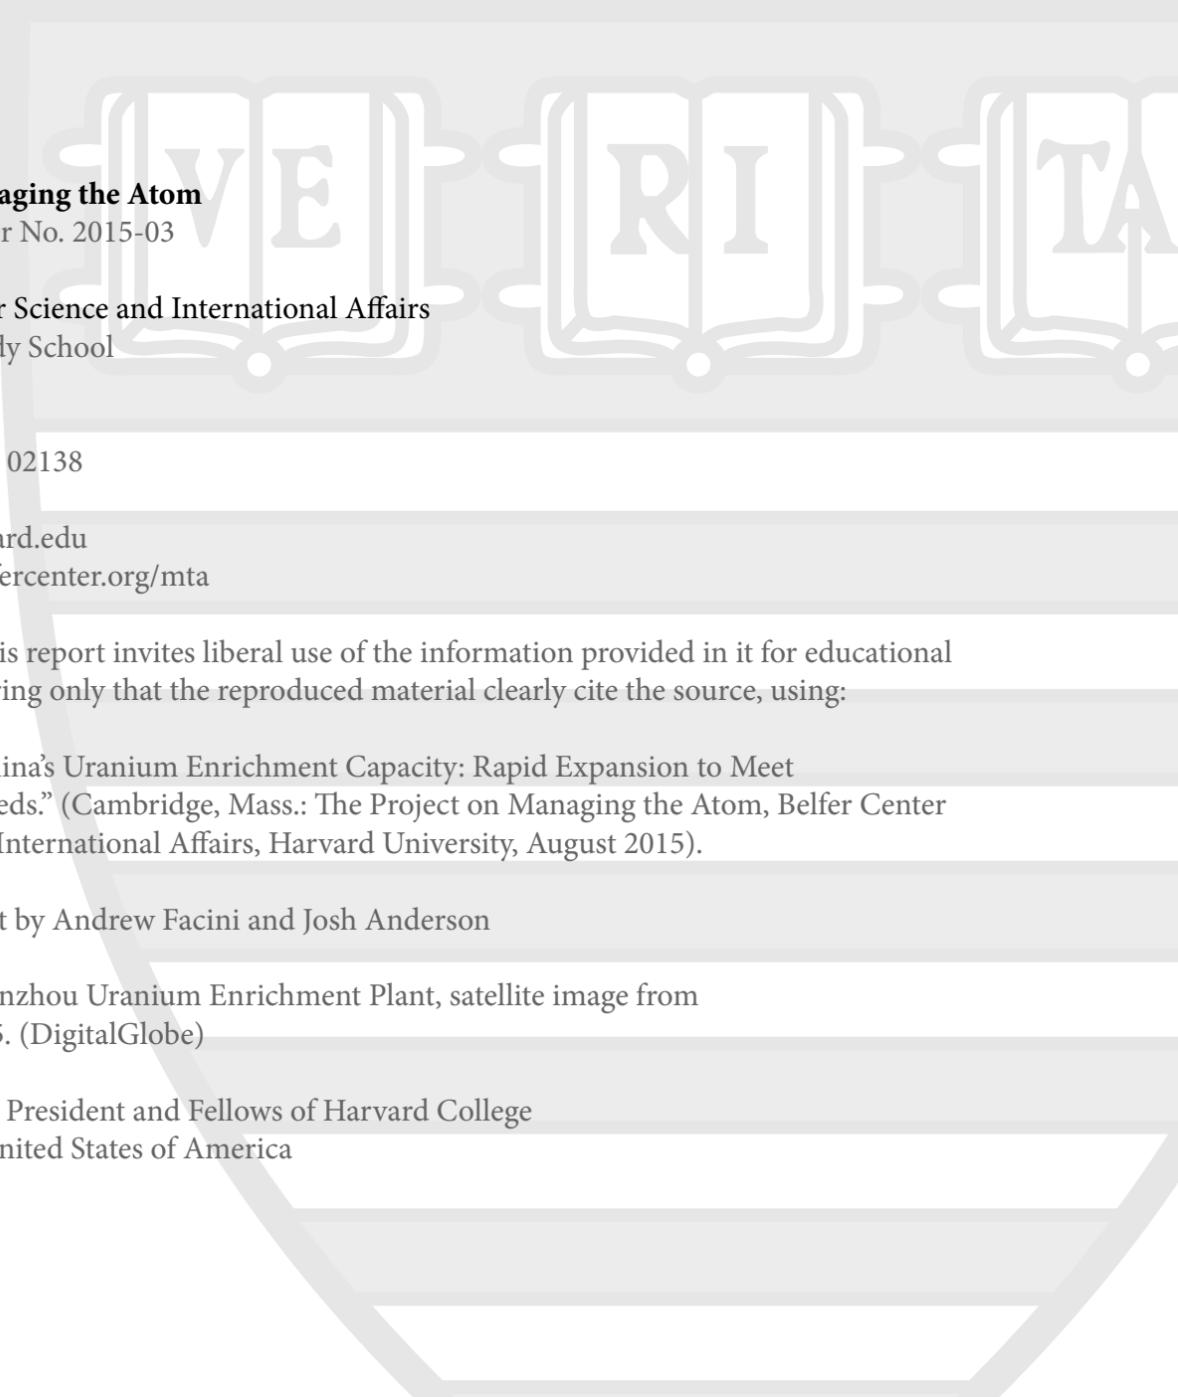 VE RI TA
aging the Atom
r No. 2015-03
r Science and International Affairs
dy School
02138
ard.edu
fercenter.org/mta
is report invites liberal use of the information provided in it for educational
ring only that the reproduced material clearly cite the source, using:
ina’s Uranium Enrichment Capacity: Rapid Expansion to Meet
eds.” (Cambridge, Mass.: The Project on Managing the Atom, Belfer Center
International Affairs, Harvard University, August 2015).
t by Andrew Facini and Josh Anderson
nzhou Uranium Enrichment Plant, satellite image from
5. (DigitalGlobe)
President and Fellows of Harvard College
nited States of America